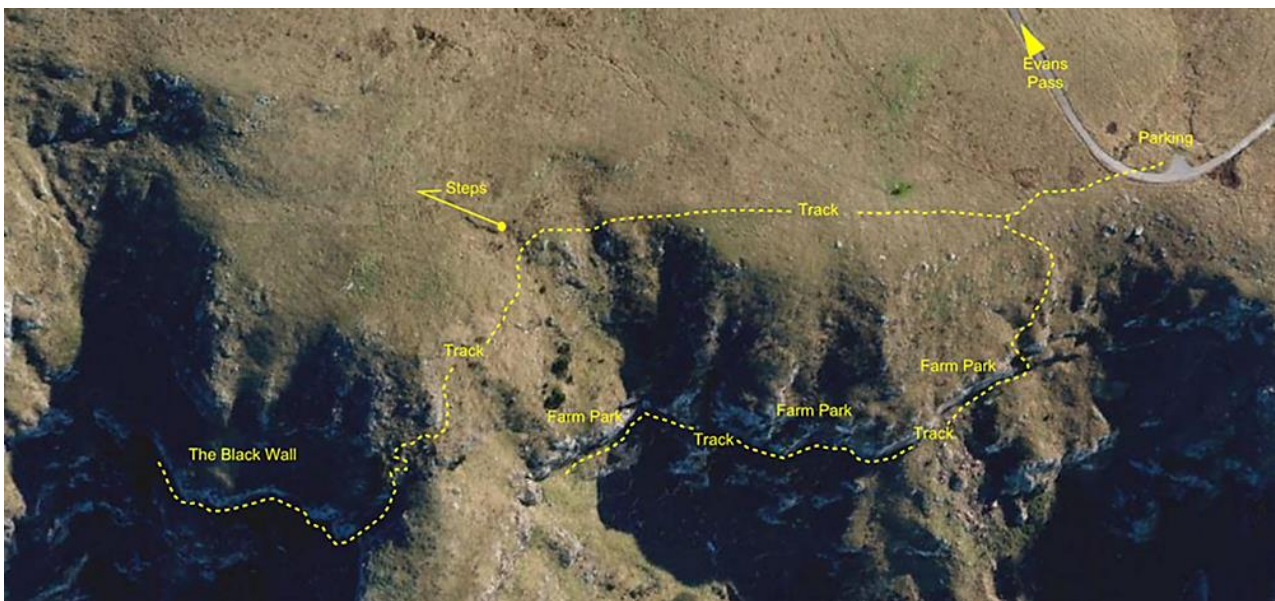 Evans
Pass
Parking
Steps
Track
Track
Farm Park
Farm Park
Farm Park
Track
Track
The Black Wall